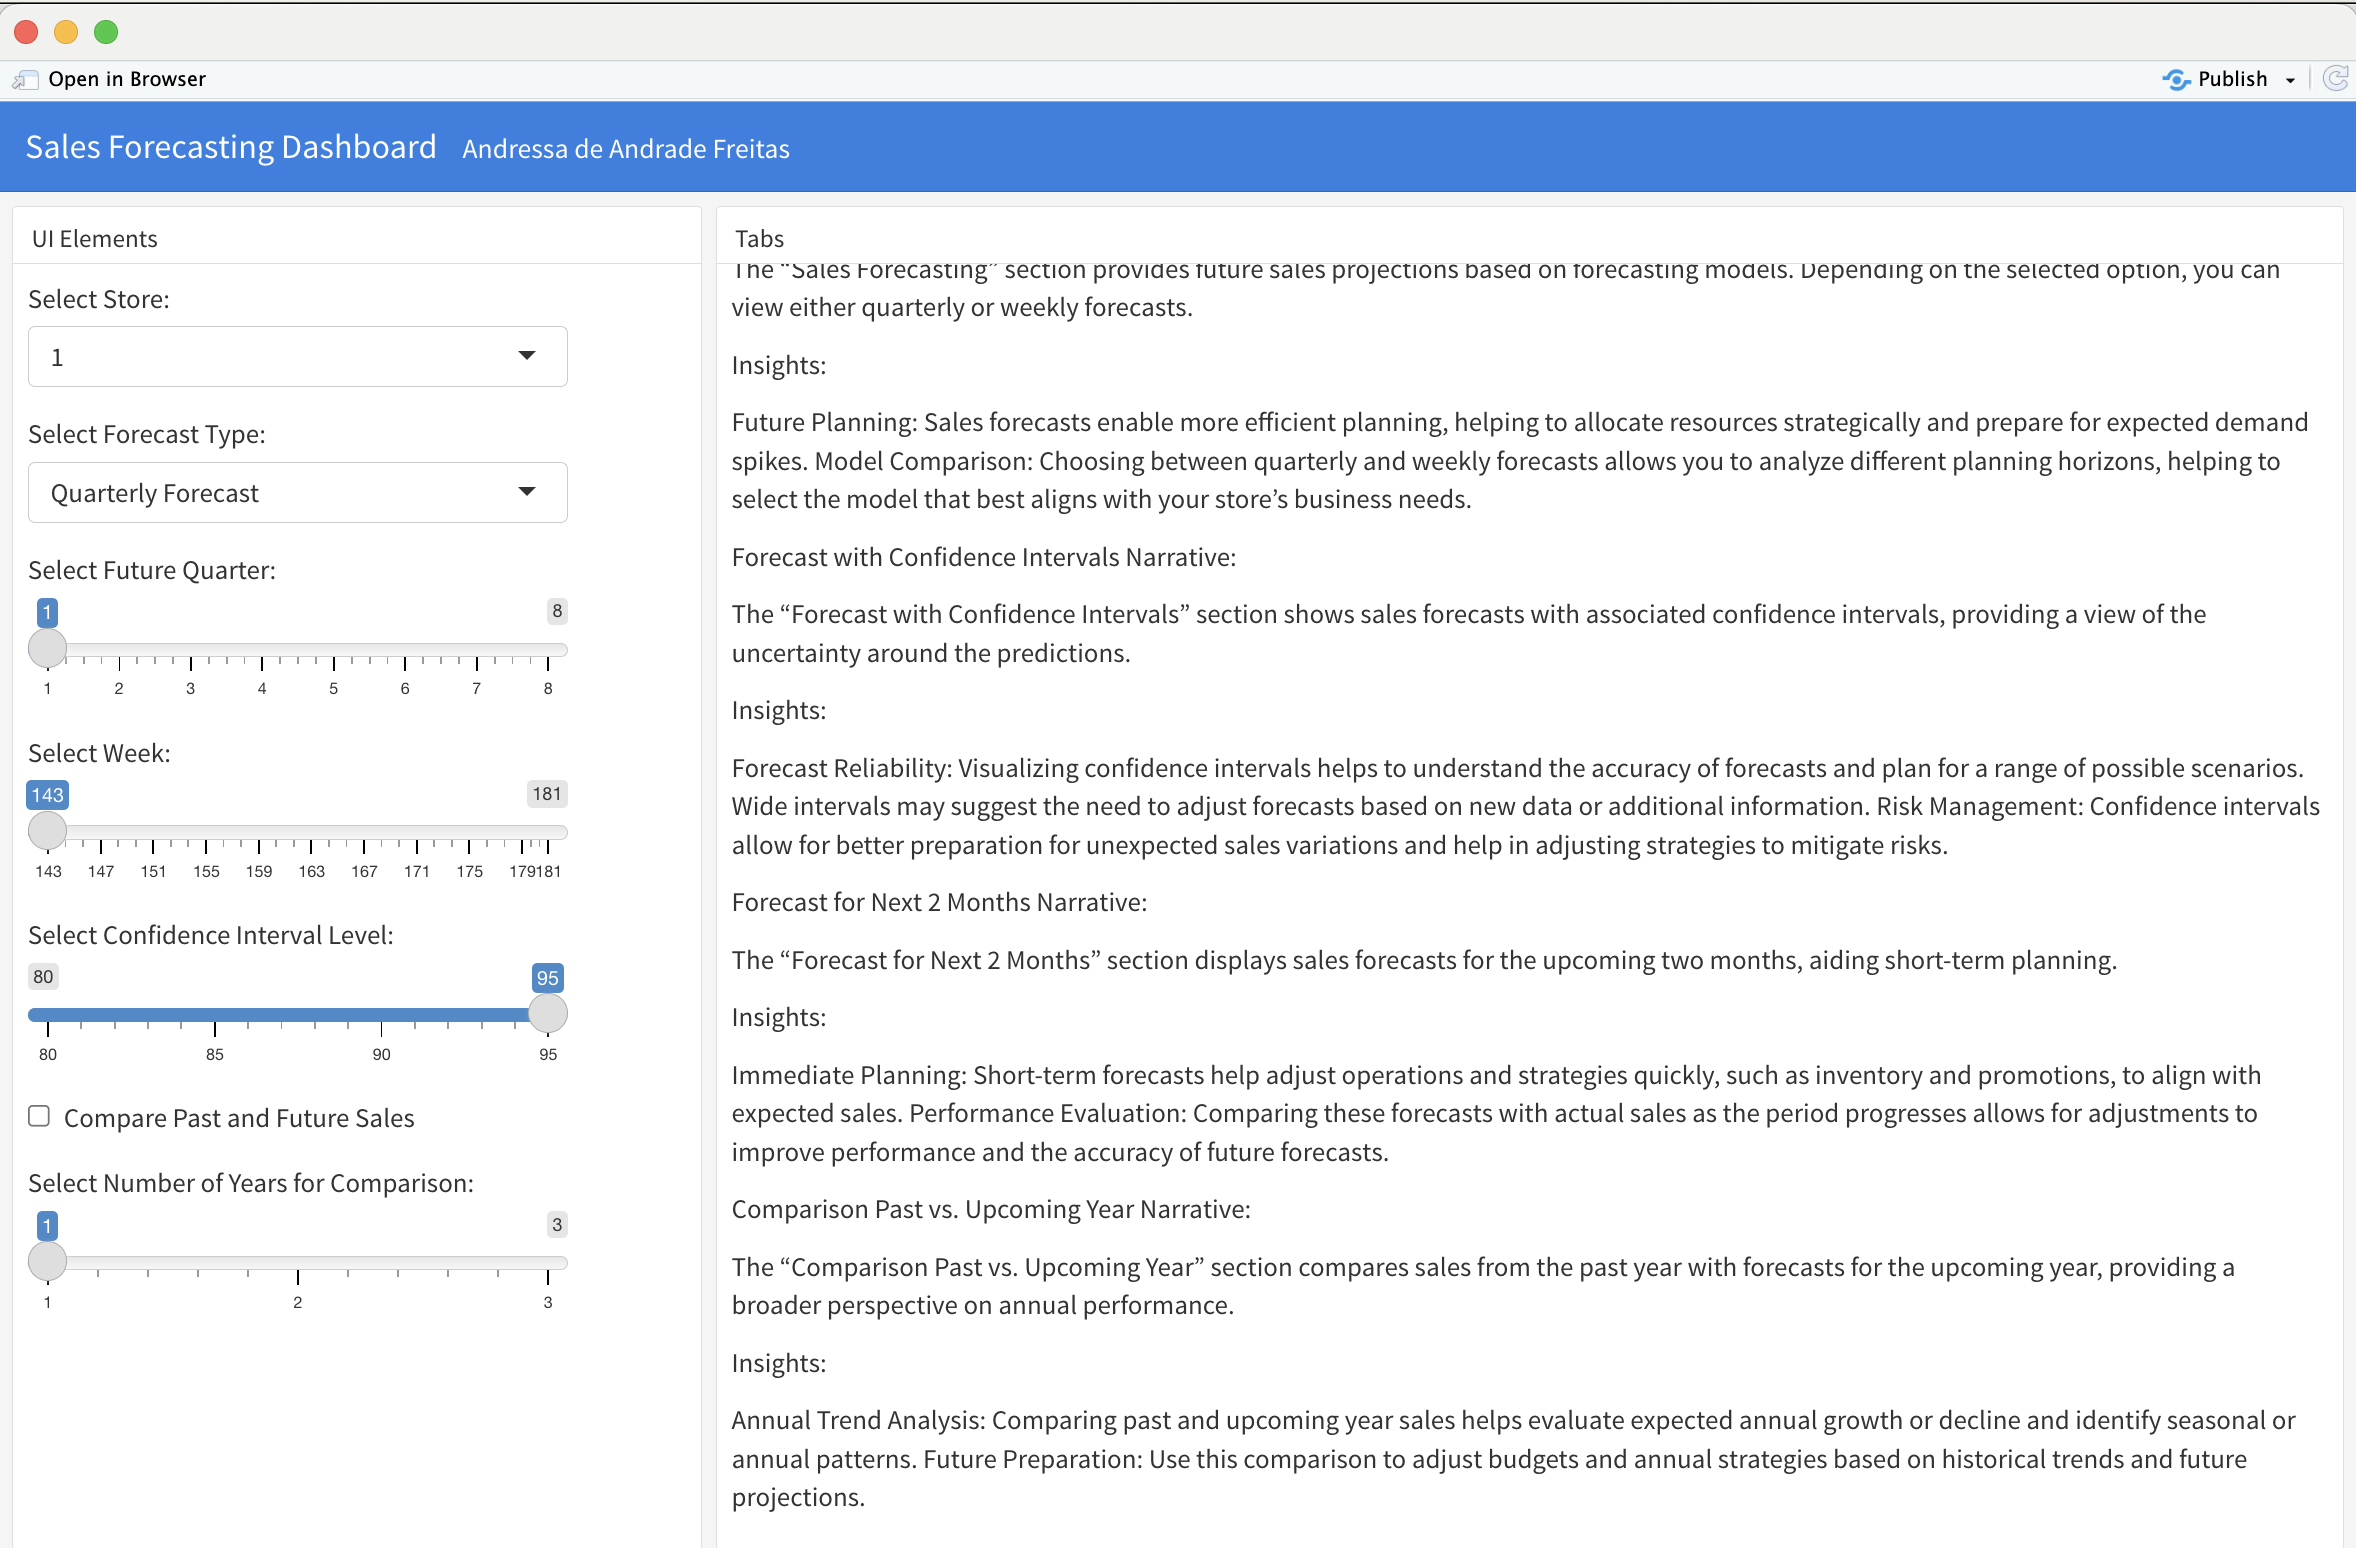 Open in Browser
Publish
Sales Forecasting Dashboard Andressa de Andrade Freitas
UI Elements
Select Store:
1
Select Forecast Type:
Quarterly Forecast
Select Future Quarter:
1 8
1 2 3 4 5 6 7 8
Select Week:
143 181
143 147 151 155 159 163 167 171 175 179 181
Select Confidence Interval Level:
80 95
80 85 90 95
Compare Past and Future Sales
Select Number of Years for Comparison:
1 3
1 2 3
Tabs
The “Sales Forecasting” section provides future sales projections based on forecasting models. Depending on the selected option, you can
view either quarterly or weekly forecasts.
Insights:
Future Planning: Sales forecasts enable more efficient planning, helping to allocate resources strategically and prepare for expected demand
spikes. Model Comparison: Choosing between quarterly and weekly forecasts allows you to analyze different planning horizons, helping to
select the model that best aligns with your store’s business needs.
Forecast with Confidence Intervals Narrative:
The “Forecast with Confidence Intervals” section shows sales forecasts with associated confidence intervals, providing a view of the
uncertainty around the predictions.
Insights:
Forecast Reliability: Visualizing confidence intervals helps to understand the accuracy of forecasts and plan for a range of possible scenarios.
Wide intervals may suggest the need to adjust forecasts based on new data or additional information. Risk Management: Confidence intervals
allow for better preparation for unexpected sales variations and help in adjusting strategies to mitigate risks.
Forecast for Next 2 Months Narrative:
The “Forecast for Next 2 Months” section displays sales forecasts for the upcoming two months, aiding short-term planning.
Insights:
Immediate Planning: Short-term forecasts help adjust operations and strategies quickly, such as inventory and promotions, to align with
expected sales. Performance Evaluation: Comparing these forecasts with actual sales as the period progresses allows for adjustments to
improve performance and the accuracy of future forecasts.
Comparison Past vs. Upcoming Year Narrative:
The “Comparison Past vs. Upcoming Year” section compares sales from the past year with forecasts for the upcoming year, providing a
broader perspective on annual performance.
Insights:
Annual Trend Analysis: Comparing past and upcoming year sales helps evaluate expected annual growth or decline and identify seasonal or
annual patterns. Future Preparation: Use this comparison to adjust budgets and annual strategies based on historical trends and future
projections.